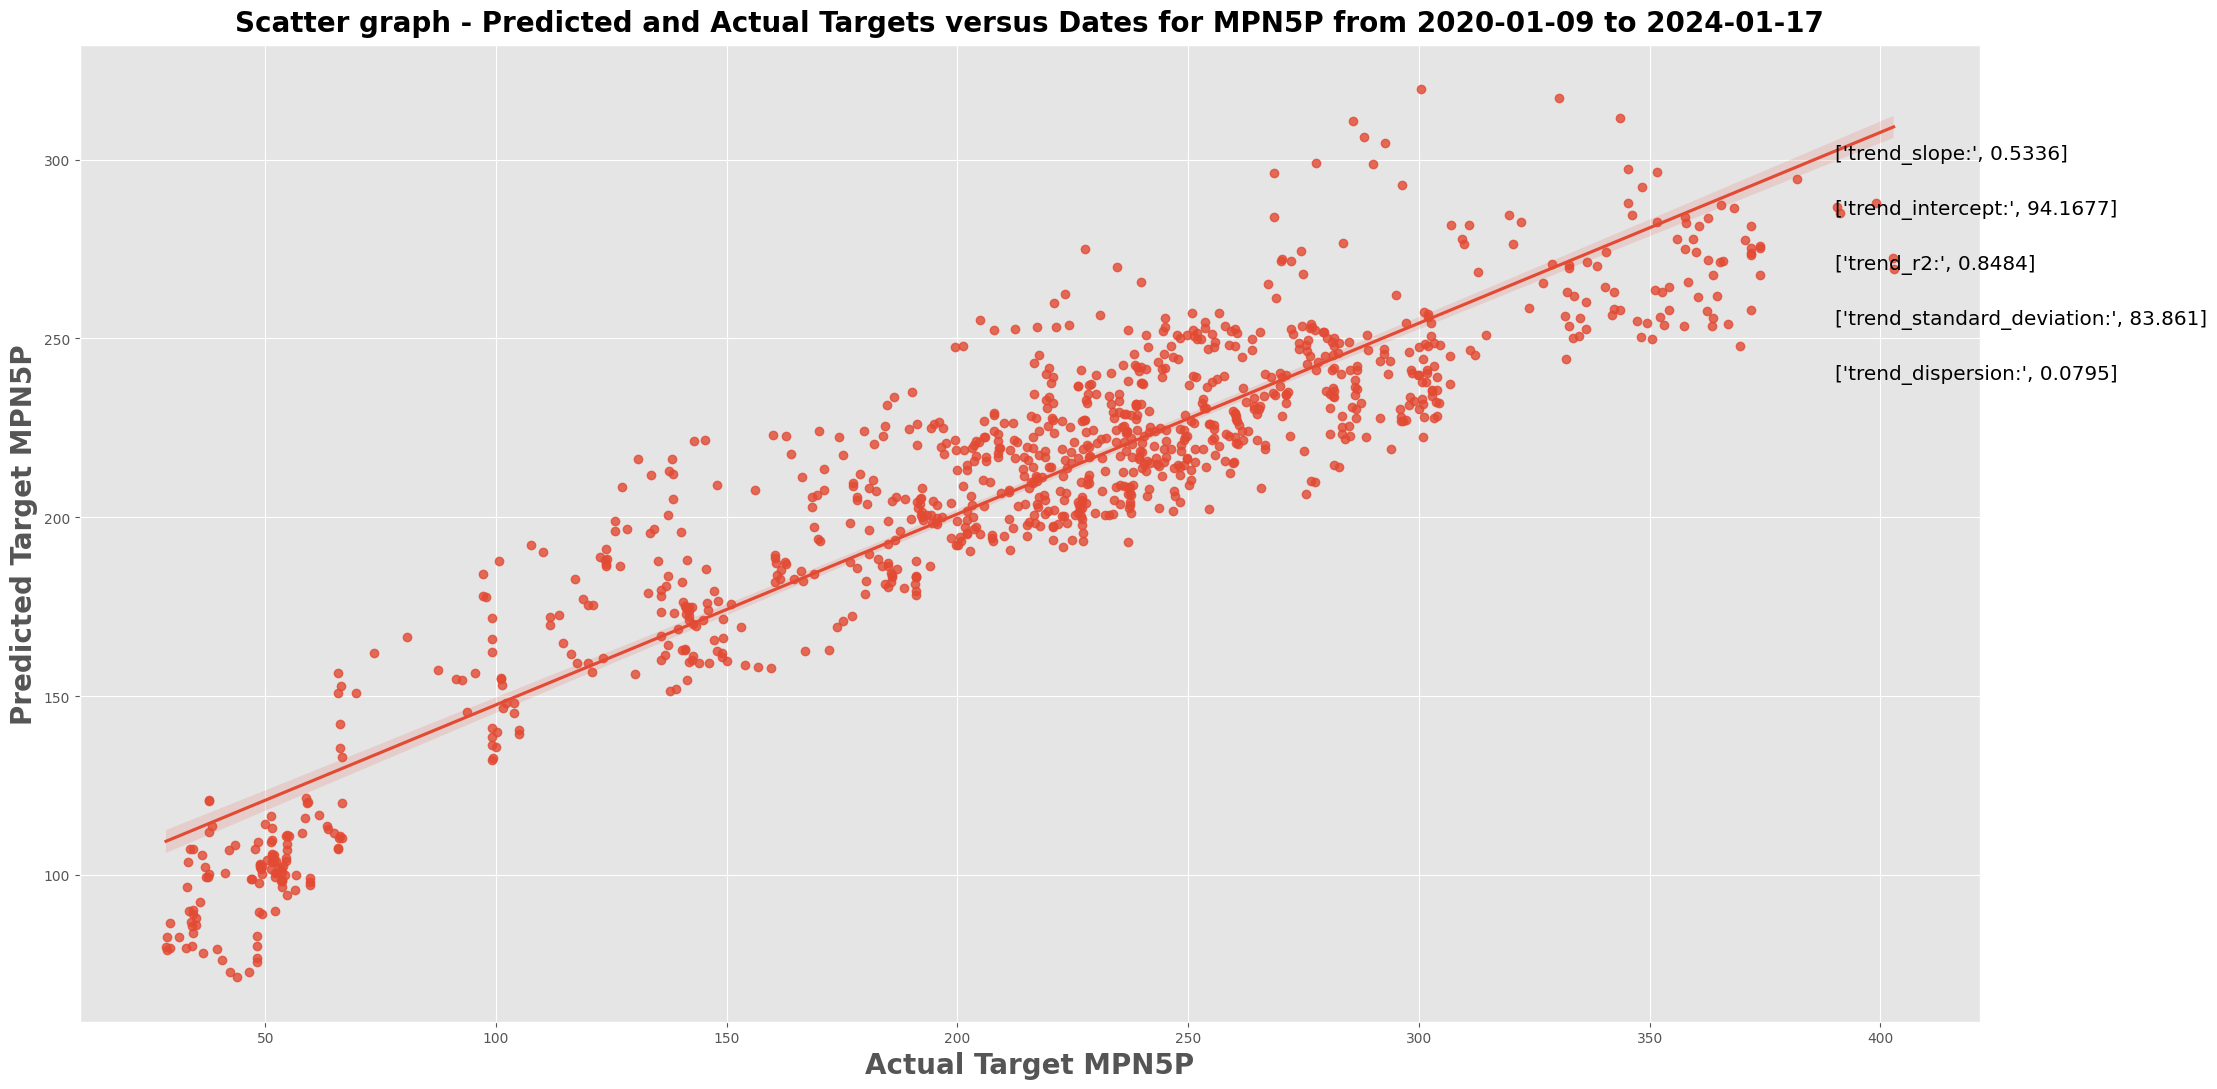 Scatter graph - Predicted and Actual Targets versus Dates for MPN5P from 2020-01-09 to 2024-01-17
Predicted Target MPN5P
300
250
200
150
100
['trend_slope:', 0.5336]
['trend_intercept:', 94.1677]
['trend_r2:', 0.8484]
['trend_standard_deviation:', 83.861]
['trend_dispersion:', 0.0795]
50 100 150 200 250 300 350 400
Actual Target MPN5P